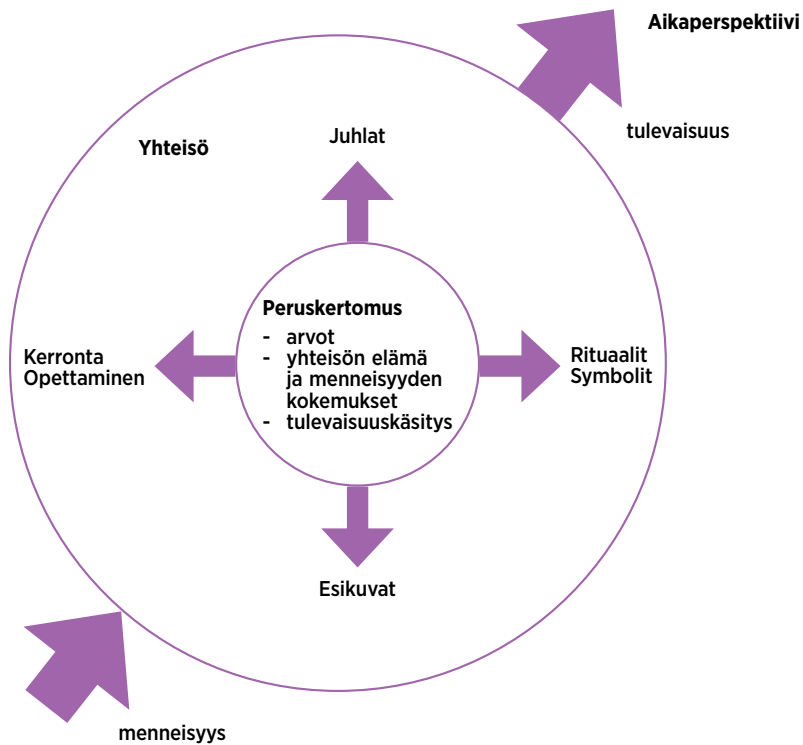 Aikaperspektiivi
tulevaisuus
Yhteisö
Juhlat
Peruskertomus
- arvot
- yhteisön elämä
ja menneisyyden
kokemukset
- tulevaisuuskäsitys
Kerronta
Opettaminen
Rituaalit
Symbolit
Esikuvat
menneisyys